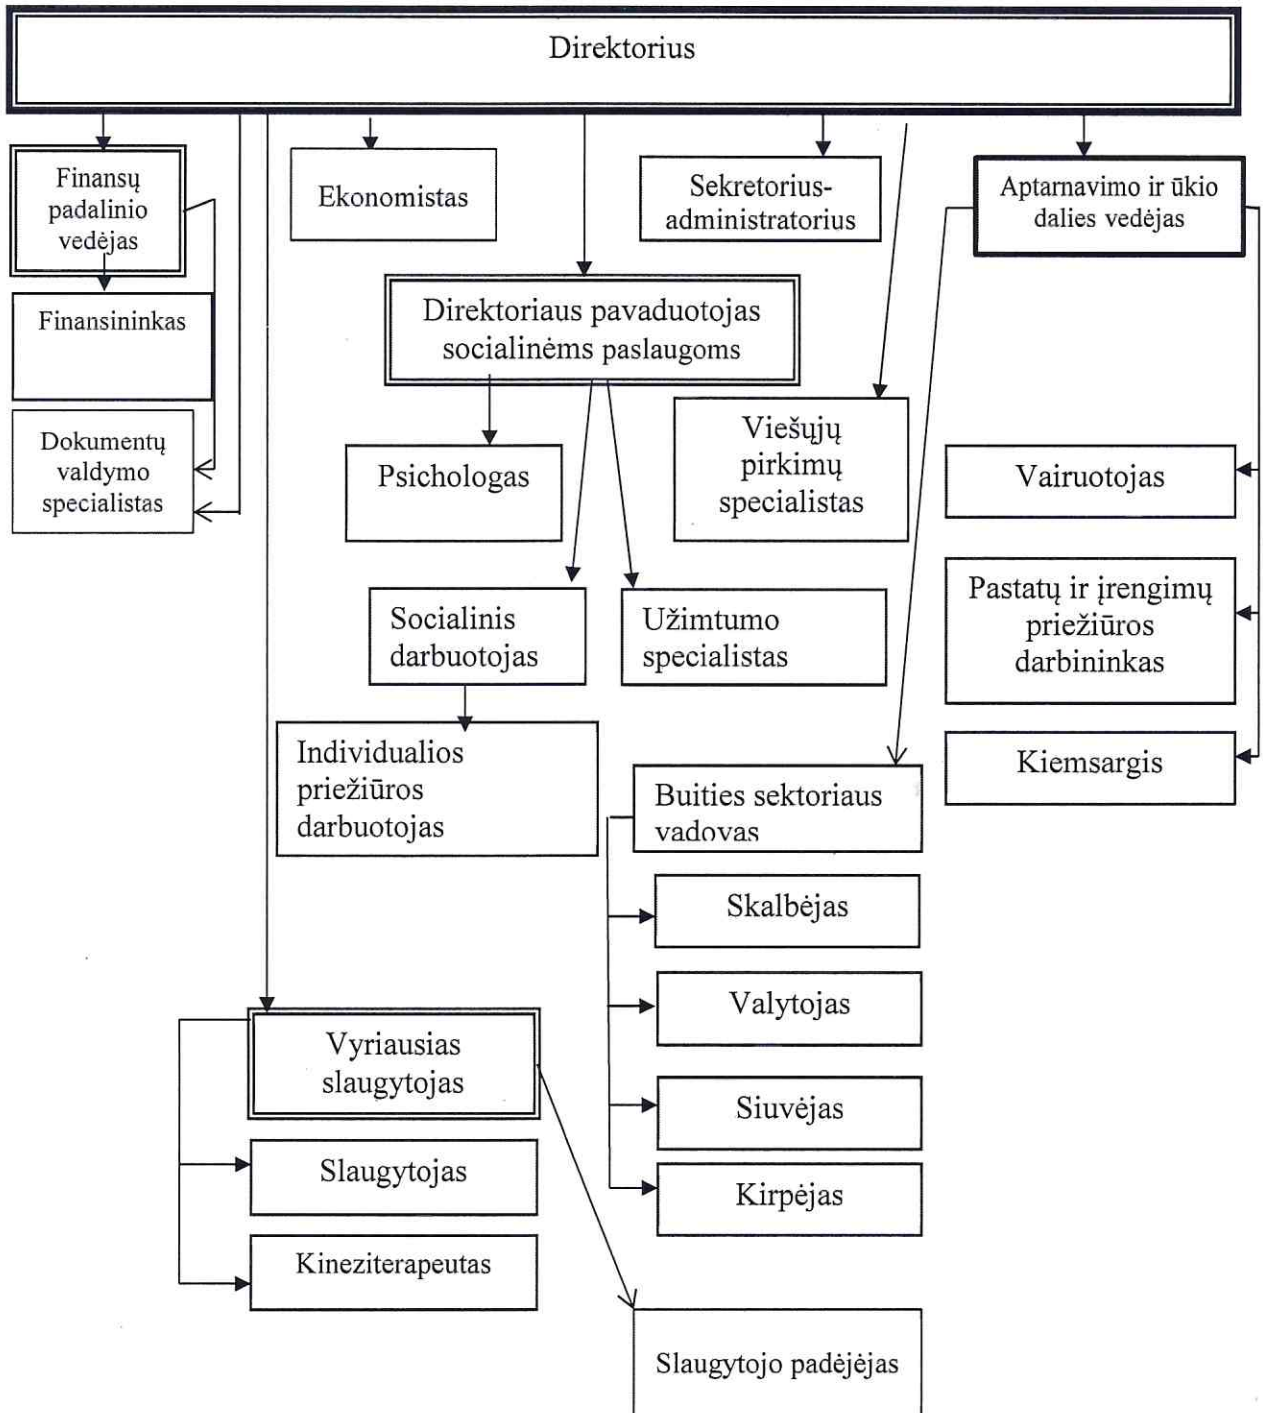 Direktorius
Finansų
padalinio
vedėjas
Ekonomistas
Sekretorius-
administratorius
Aptarnavimo ir ūkio
dalies vedėjas
Finansininkas
Direktoriaus pavaduotojas
socialinėms paslaugoms
Dokumentų
valdymo
specialistas
Psichologas
Viešųjų
pirkimų
specialistas
Vairuotojas
Socialinis
darbuotojas
Užimtumo
specialistas
Pastatų ir įrengimų
priežiūros
darbininkas
Individualios
priežiūros
darbuotojas
Buities sektoriaus
vadovas
Kiemsargis
Skalbėjas
Valytojas
Vyriausias
slaugytojas
Siuvėjas
Slaugytojas
Kirpėjas
Kineziterapeutas
Slaugytojo padėjėjas